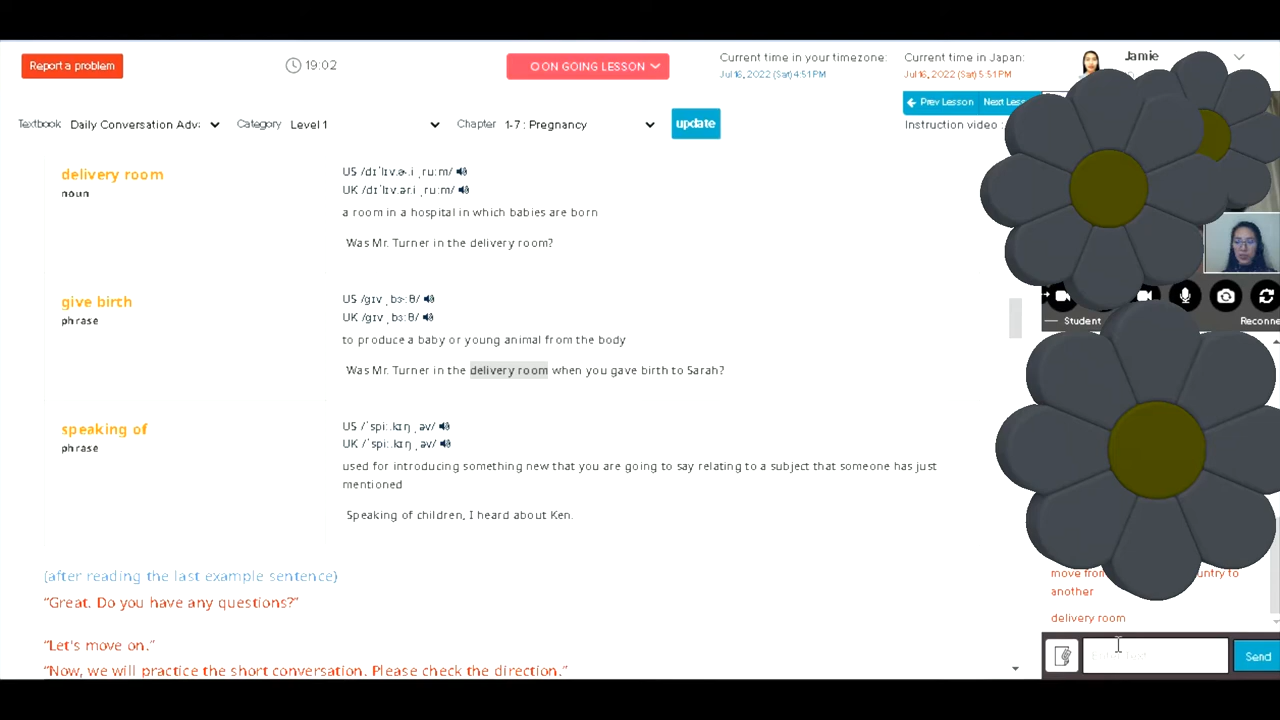 Report a problem
19:02
ON GOING LESSON
Current time in your timezone:
Jul 16, 2022 (Sat) 4:51 PM
Current time in Japan:
Jul 16, 2022 (Sat) 5:51 PM
Jamie
Prev Lesson
Next Less
Textbook Daily Conversation Adv: Category Level 1 Chapter 1-7 : Pregnancy update
Instruction video :
delivery room
noun
US /dɪˈlɪv.ɚ.i ˌruːm/
UK /dɪˈlɪv.ər.i ˌruːm/
a room in a hospital in which babies are born
Was Mr. Turner in the delivery room?
give birth
phrase
US /ɡɪv ˌbɝːθ/
UK /ɡɪv ˌbɜːθ/
to produce a baby or young animal from the body
Was Mr. Turner in the delivery room when you gave birth to Sarah?
speaking of
phrase
US /ˈspiː.kɪŋ ˌəv/
UK /ˈspiː.kɪŋ ˌəv/
used for introducing something new that you are going to say relating to a subject that someone has just
mentioned
Speaking of children, I heard about Ken.
(after reading the last example sentence)
“Great. Do you have any questions?”
“Let's move on.”
“Now, we will practice the short conversation. Please check the direction.”
Student
Reconne
move from
to
another
delivery room
Send